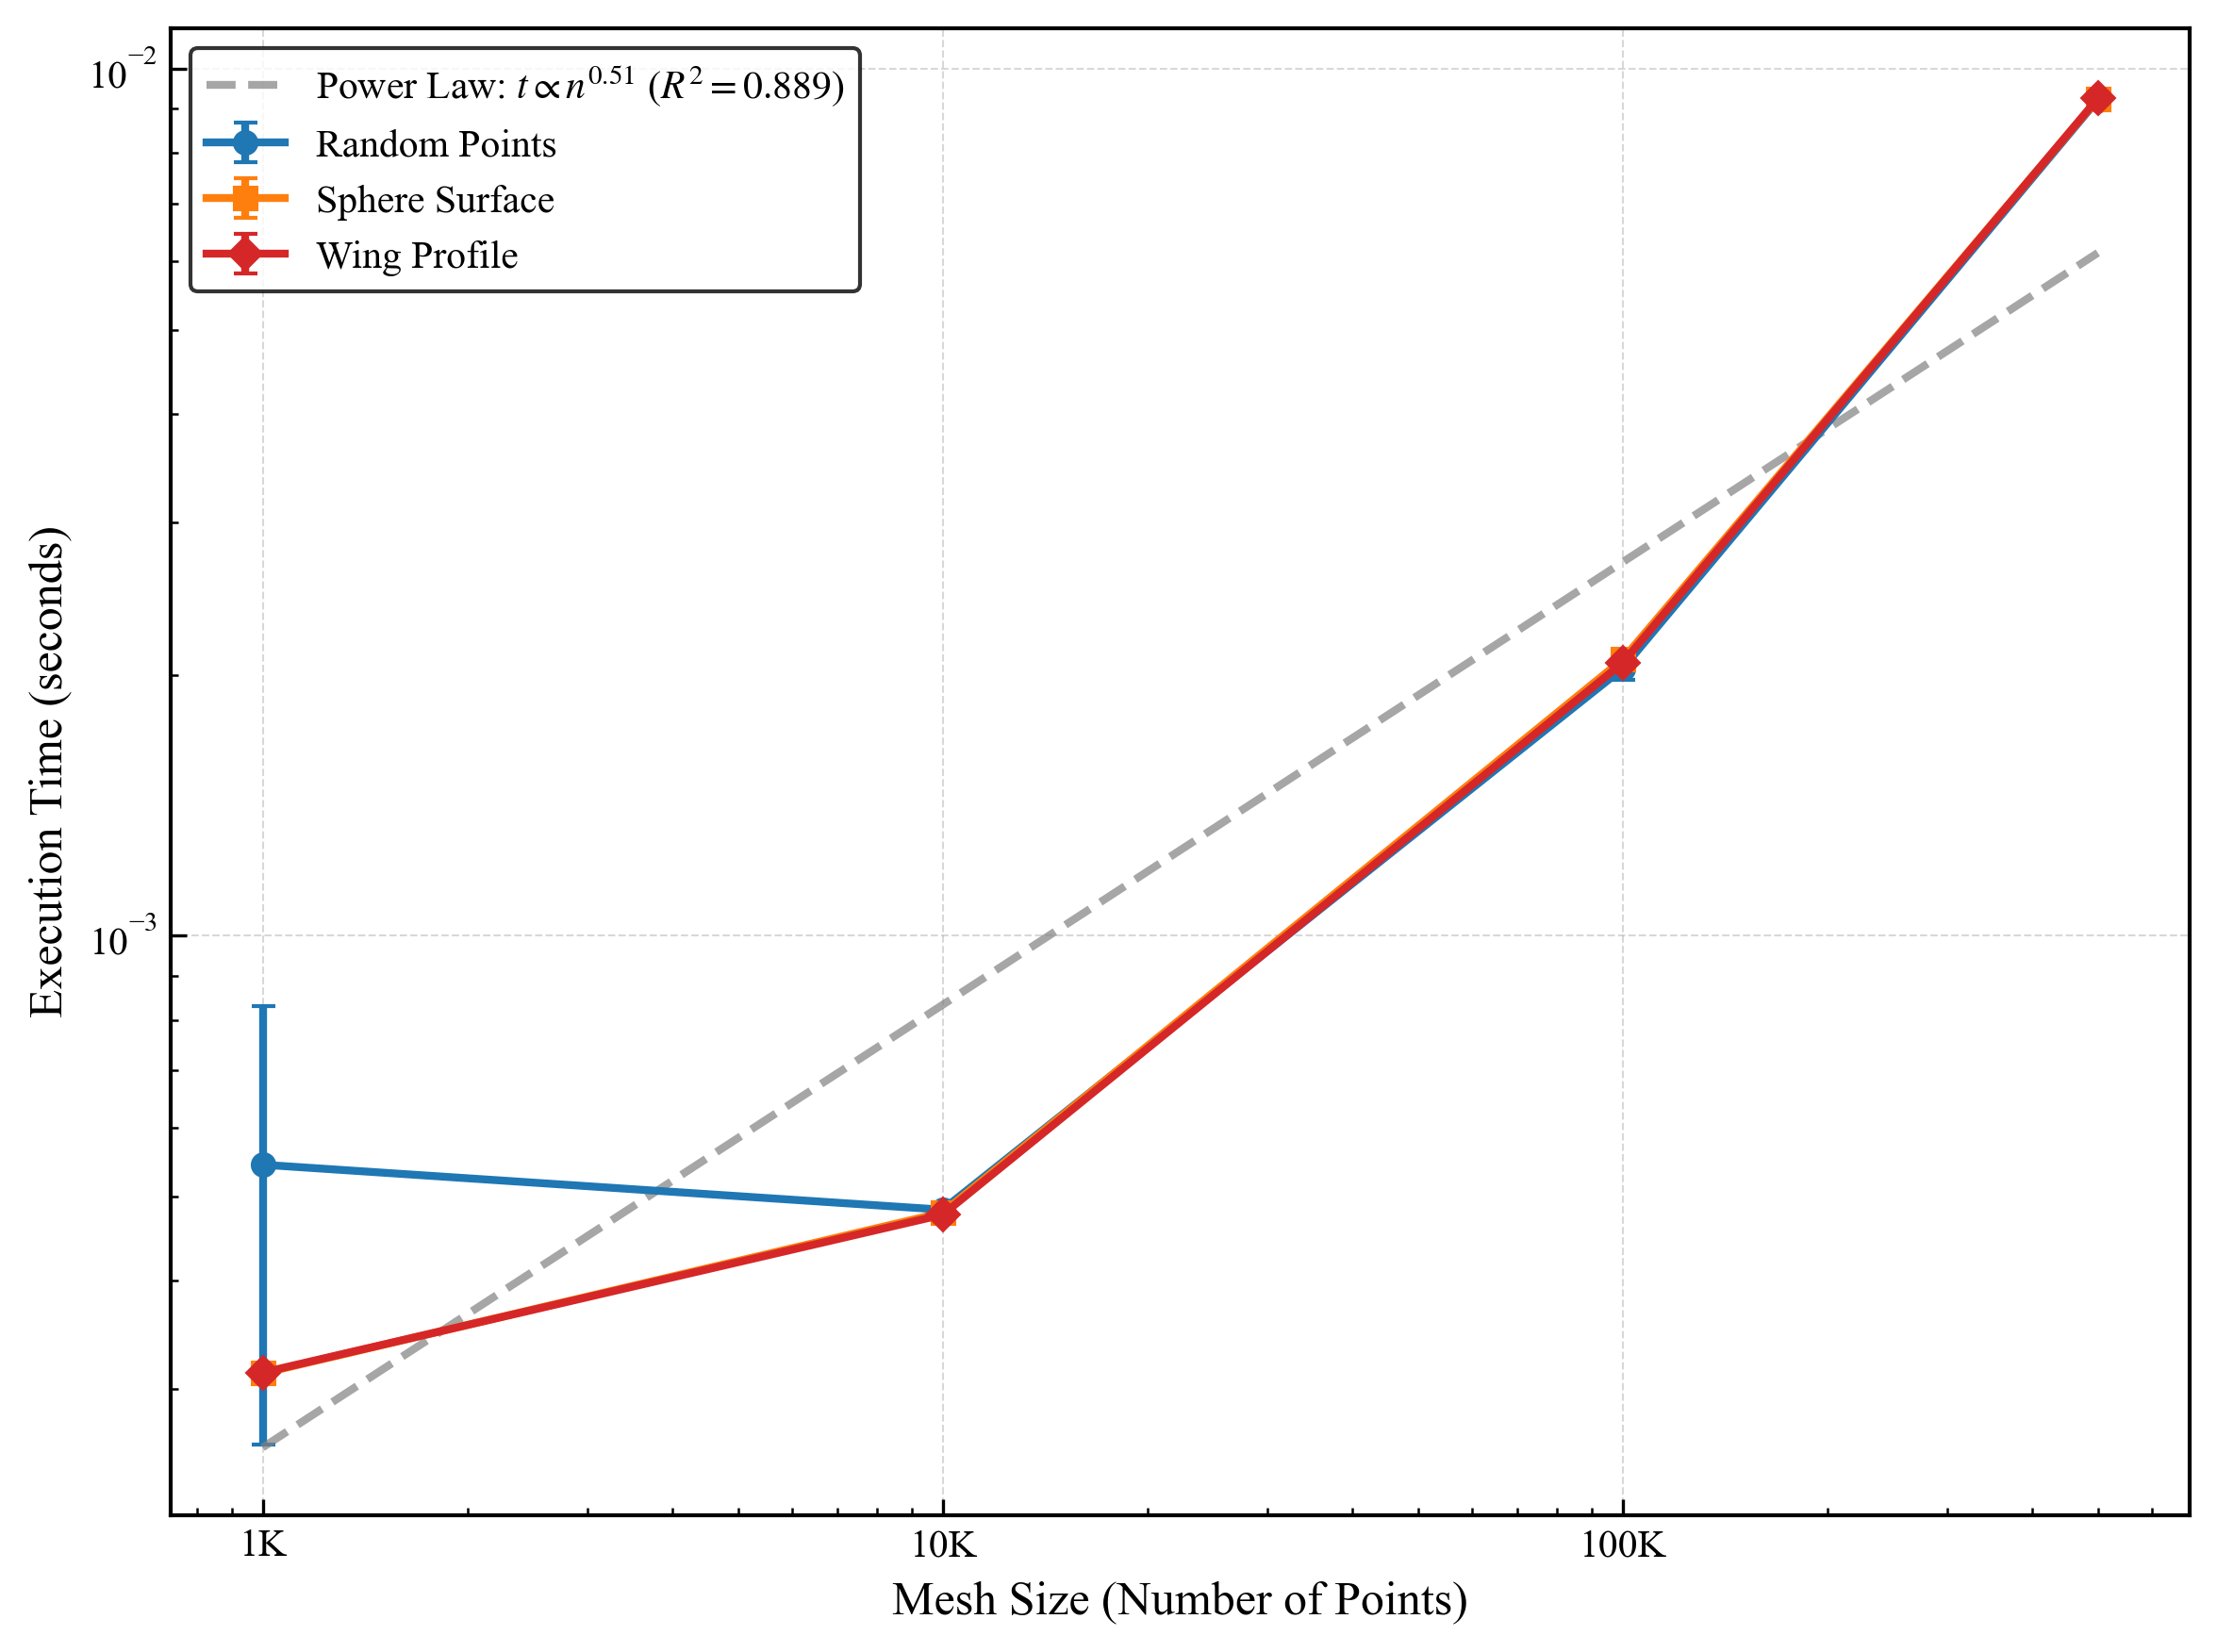 10⁻²
Power Law: t ∝ n^0.51 (R² = 0.889)
Random Points
Sphere Surface
Wing Profile
Execution Time (seconds)
10⁻³
1K
10K
100K
Mesh Size (Number of Points)